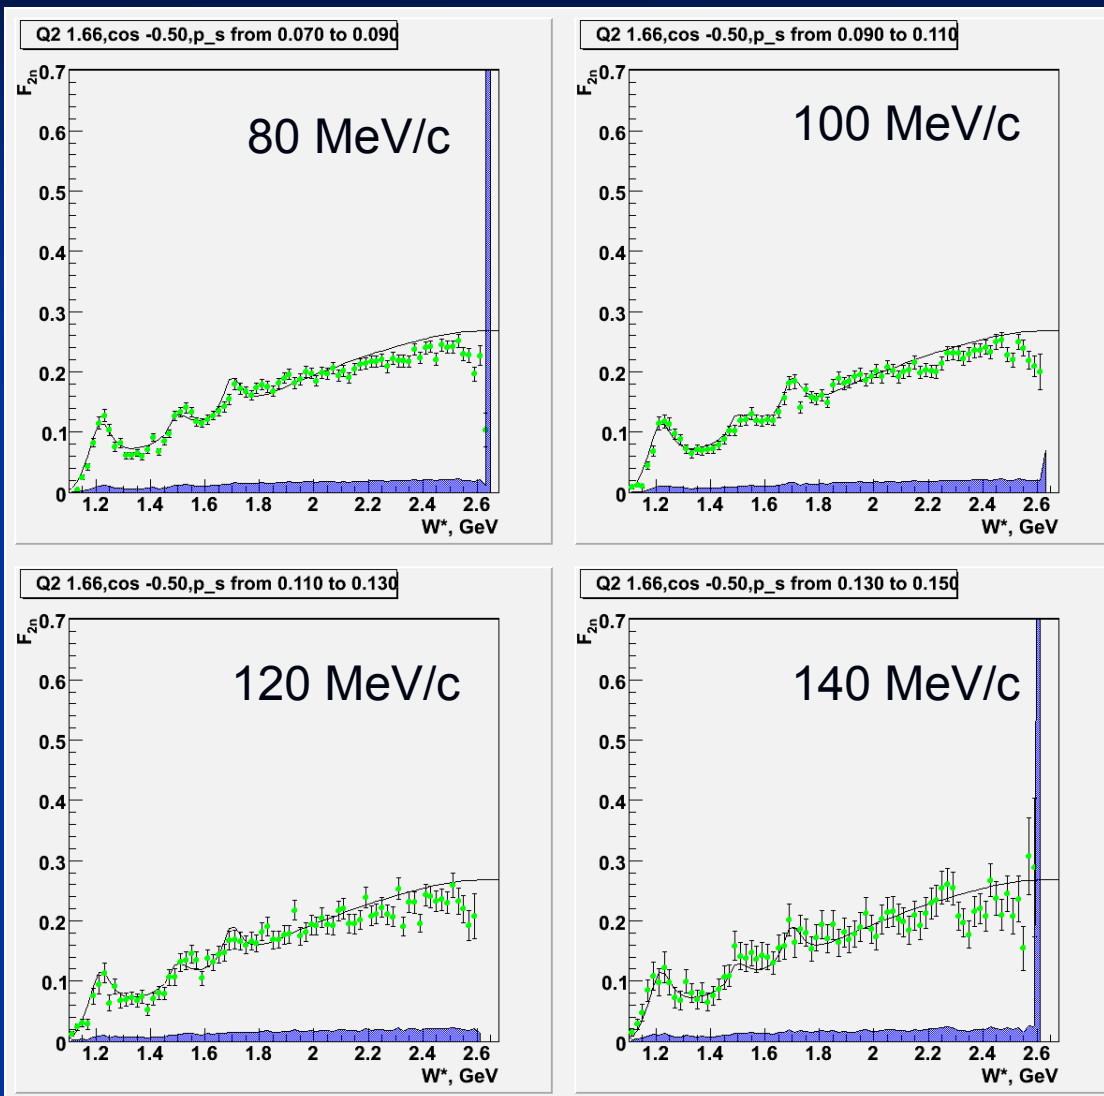 Q2 1.66,cos -0.50,p_s from 0.070 to 0.090
F2n
0.7
0.6
0.5
0.4
0.3
0.2
0.1
0
80 MeV/c
1.2 1.4 1.6 1.8 2 2.2 2.4 2.6
W*, GeV
Q2 1.66,cos -0.50,p_s from 0.090 to 0.110
F2n
0.7
0.6
0.5
0.4
0.3
0.2
0.1
0
100 MeV/c
1.2 1.4 1.6 1.8 2 2.2 2.4 2.6
W*, GeV
Q2 1.66,cos -0.50,p_s from 0.110 to 0.130
F2n
0.7
0.6
0.5
0.4
0.3
0.2
0.1
0
120 MeV/c
1.2 1.4 1.6 1.8 2 2.2 2.4 2.6
W*, GeV
Q2 1.66,cos -0.50,p_s from 0.130 to 0.150
F2n
0.7
0.6
0.5
0.4
0.3
0.2
0.1
0
140 MeV/c
1.2 1.4 1.6 1.8 2 2.2 2.4 2.6
W*, GeV